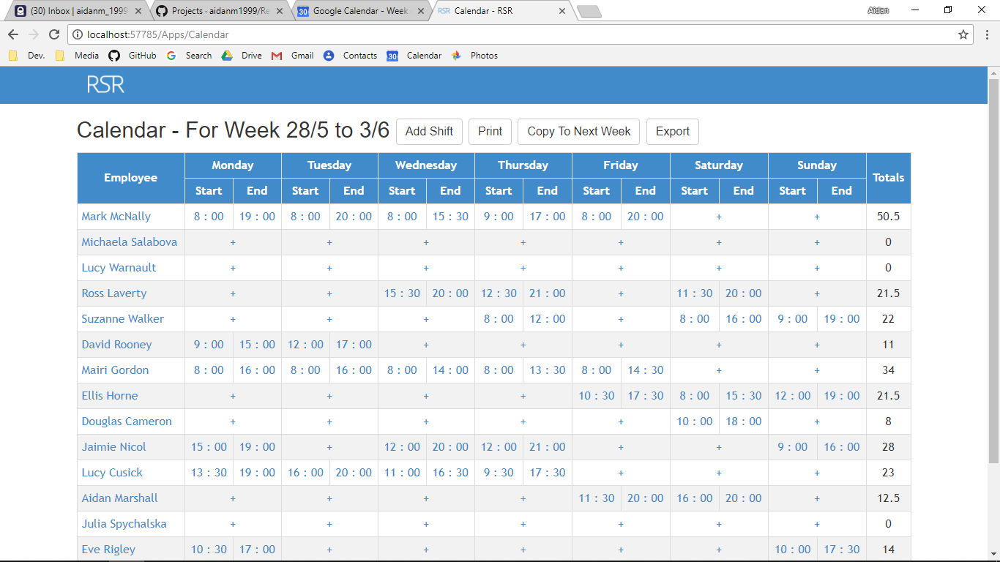 (30) Inbox | aidanm_1999 Projects · aidanm1999/Re Google Calendar - Week RSR Calendar - RSR Aidan
localhost:57785/Apps/Calendar
Dev. Media GitHub G Search Drive Gmail Contacts 30 Calendar Photos
RSR
Calendar - For Week 28/5 to 3/6 Add Shift Print Copy To Next Week Export
Employee Monday Tuesday Wednesday Thursday Friday Saturday Sunday Totals
Start End Start End Start End Start End Start End Start End Start End
Mark McNally 8 : 00 19 : 00 8 : 00 20 : 00 8 : 00 15 : 30 9 : 00 17 : 00 8 : 00 20 : 00 + + 50.5
Michaela Salabova + + + + + + + 0
Lucy Warnault + + + + + + + 0
Ross Laverty + + 15 : 30 20 : 00 12 : 30 21 : 00 + 11 : 30 20 : 00 + 21.5
Suzanne Walker + + + 8 : 00 12 : 00 + 8 : 00 16 : 00 9 : 00 19 : 00 22
David Rooney 9 : 00 15 : 00 12 : 00 17 : 00 + + + + + 11
Mairi Gordon 8 : 00 16 : 00 8 : 00 16 : 00 8 : 00 14 : 00 8 : 00 13 : 30 8 : 00 14 : 30 + + 34
Ellis Horne + + + + 10 : 30 17 : 30 8 : 00 15 : 30 12 : 00 19 : 00 21.5
Douglas Cameron + + + + + 10 : 00 18 : 00 + 8
Jaimie Nicol 15 : 00 19 : 00 + 12 : 00 20 : 00 12 : 00 21 : 00 + + 9 : 00 16 : 00 28
Lucy Cusick 13 : 30 19 : 00 16 : 00 20 : 00 11 : 00 16 : 30 9 : 30 17 : 30 + + + 23
Aidan Marshall + + + + 11 : 30 20 : 00 16 : 00 20 : 00 + 12.5
Julia Spychalska + + + + + + + 0
Eve Rigley 10 : 30 17 : 00 + + + + + 10 : 00 17 : 30 14